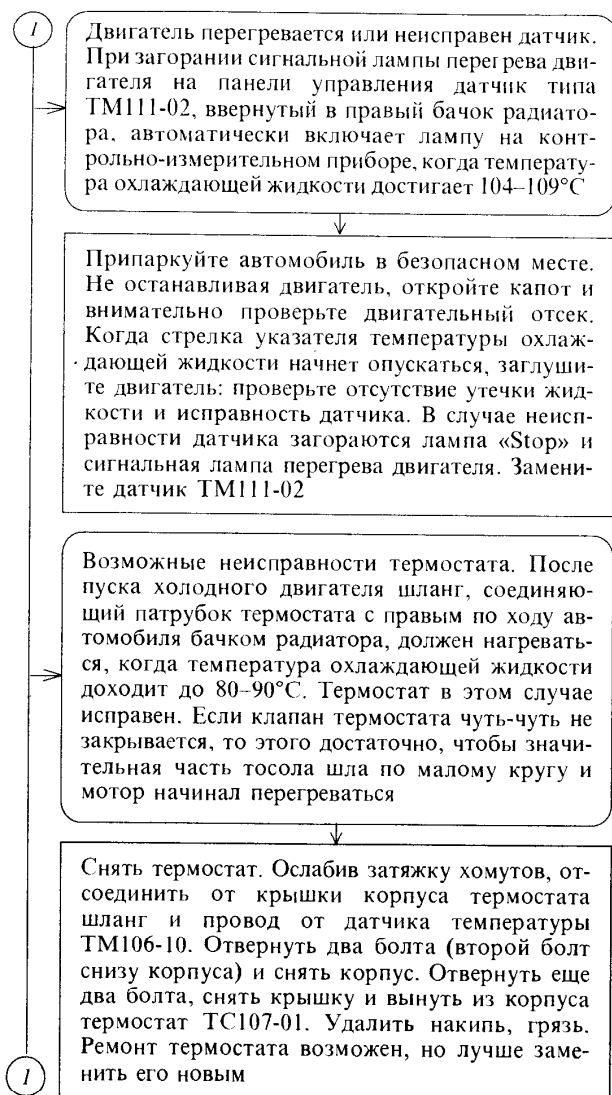 1
Двигатель перегревается или неисправен датчик.
При загорании сигнальной лампы перегрева дви-
гателя на панели управления датчик типа
ТМ111-02, ввернутый в правый бачок радиато-
ра, автоматически включает лампу на конт-
рольно-измерительном приборе, когда температу-
ра охлаждающей жидкости достигает 104–109°С
Припаркуйте автомобиль в безопасном месте.
Не останавливая двигатель, откройте капот и
внимательно проверьте двигательный отсек.
Когда стрелка указателя температуры охлаж-
дающей жидкости начнет опускаться, заглуши-
те двигатель: проверьте отсутствие утечки жид-
кости и исправность датчика. В случае неисп-
равности датчика загораются лампа «Stop» и
сигнальная лампа перегрева двигателя. Замени-
те датчик ТМ111-02
Возможные неисправности термостата. После
пуска холодного двигателя шланг, соединяю-
щий патрубок термостата с правым по ходу ав-
томобиля бачком радиатора, должен нагревать-
ся, когда температура охлаждающей жидкости
доходит до 80–90°С. Термостат в этом случае
исправен. Если клапан термостата чуть-чуть не
закрывается, то этого достаточно, чтобы значи-
тельная часть тосола шла по малому кругу и
мотор начинал перегреваться
Снять термостат. Ослабив затяжку хомутов, от-
соединить от крышки корпуса термостата
шланг и провод от датчика температуры
ТМ106-10. Отвернуть два болта (второй болт
снизу корпуса) и снять корпус. Отвернуть еще
два болта, снять крышку и вынуть из корпуса
термостат ТС107-01. Удалить накипь, грязь.
Ремонт термостата возможен, но лучше заме-
нить его новым
1